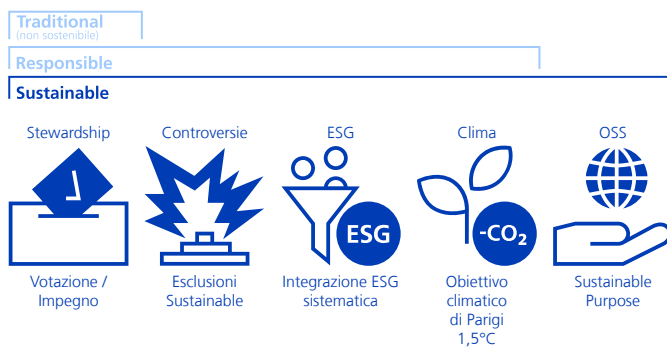 Traditional
(non sostenibile)
Responsible
Sustainable
Stewardship
Controversie
ESG
Clima
OSS
ESG
-CO₂
Votazione /
Impegno
Esclusioni
Sustainable
Integrazione ESG
sistematica
Obiettivo
climatico
di Parigi
1,5°C
Sustainable
Purpose